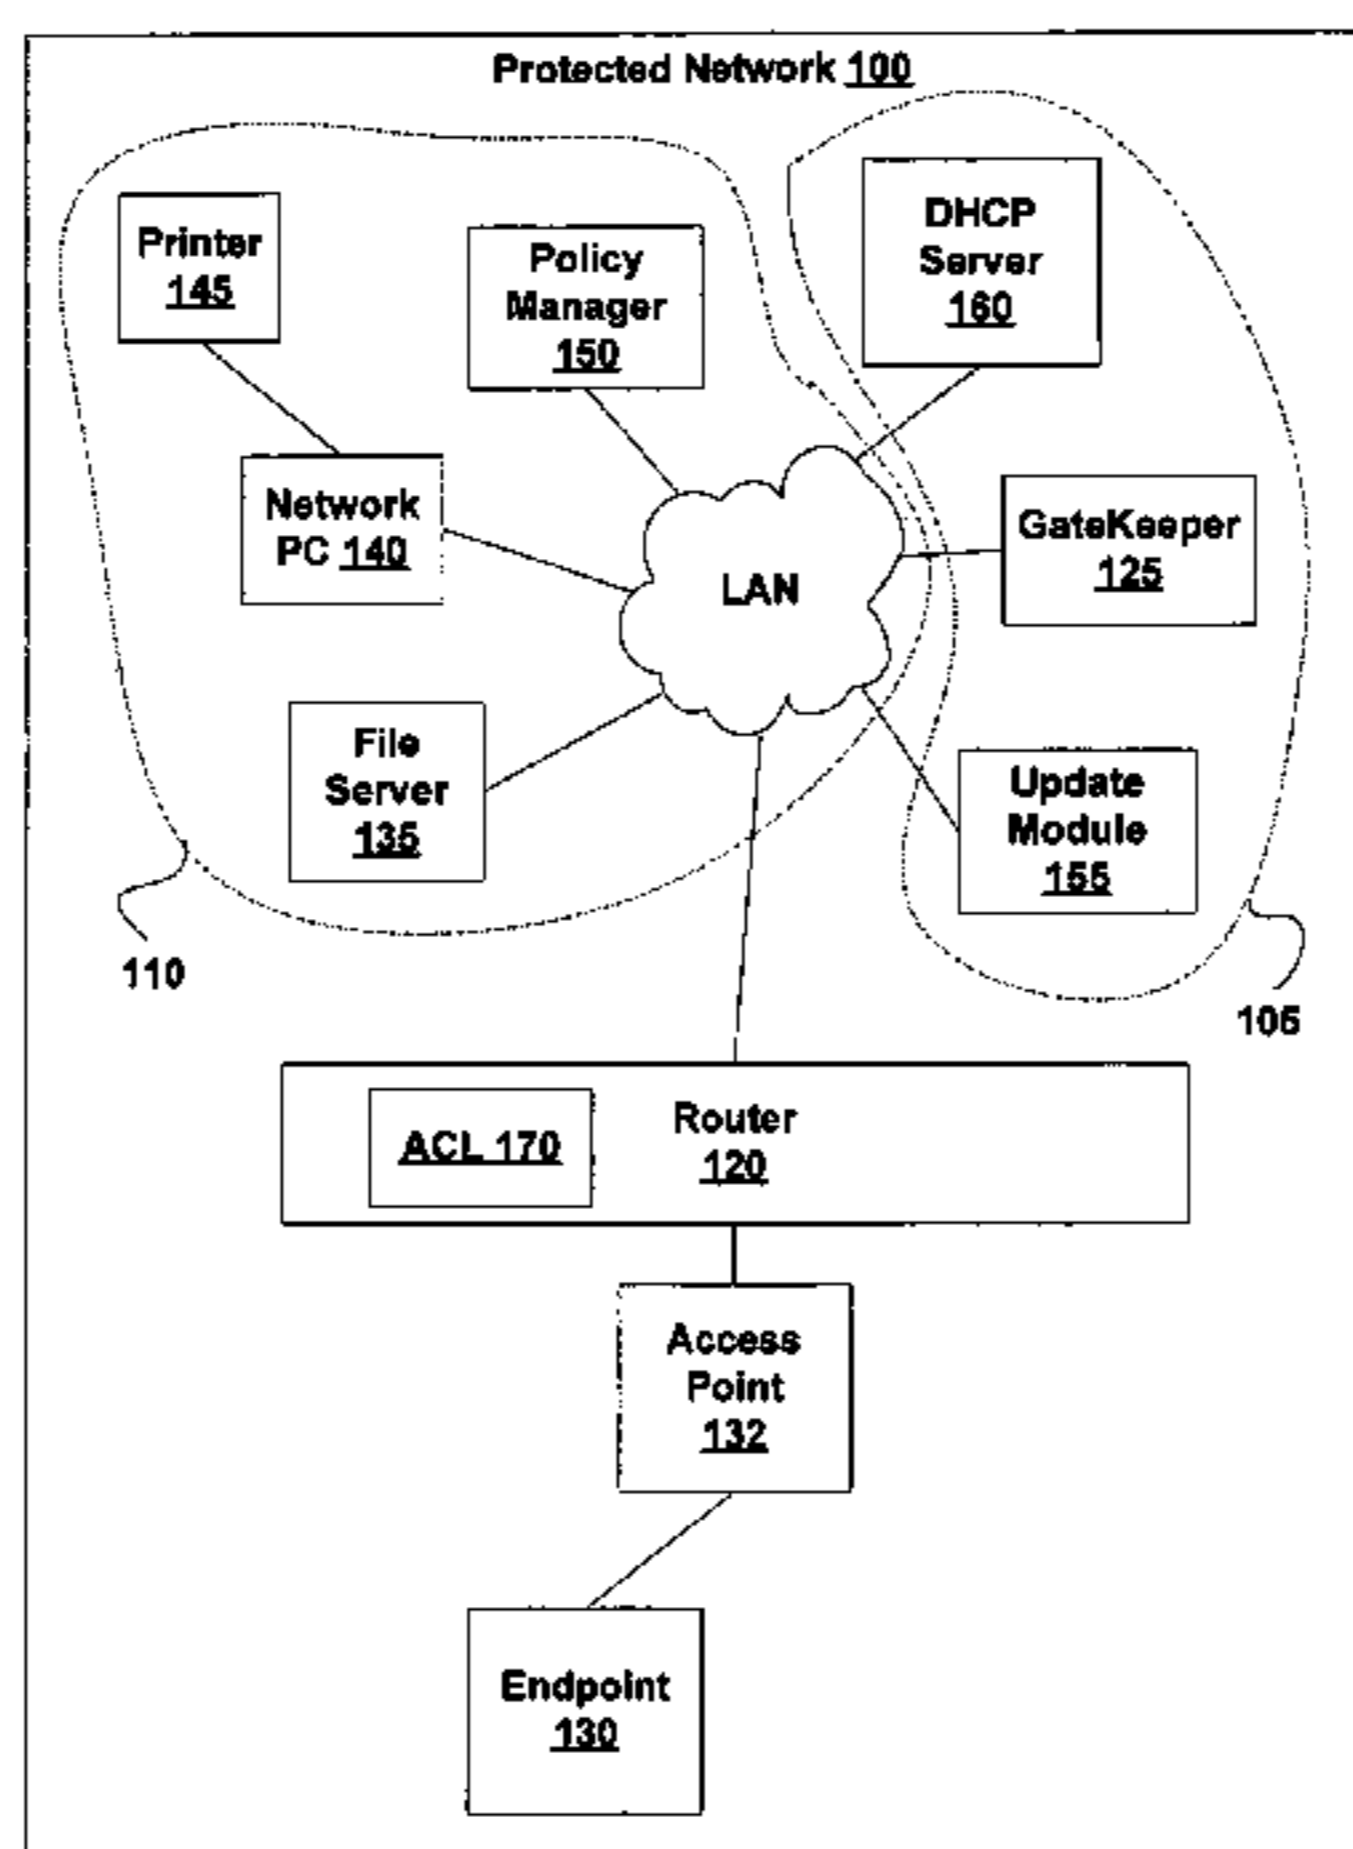 Protected Network 100
Printer
145
Policy
Manager
150
DHCP
Server
160
Network
PC 140
LAN
GateKeeper
125
File
Server
135
Update
Module
155
110
105
Router
120
ACL 170
Access
Point
132
Endpoint
130